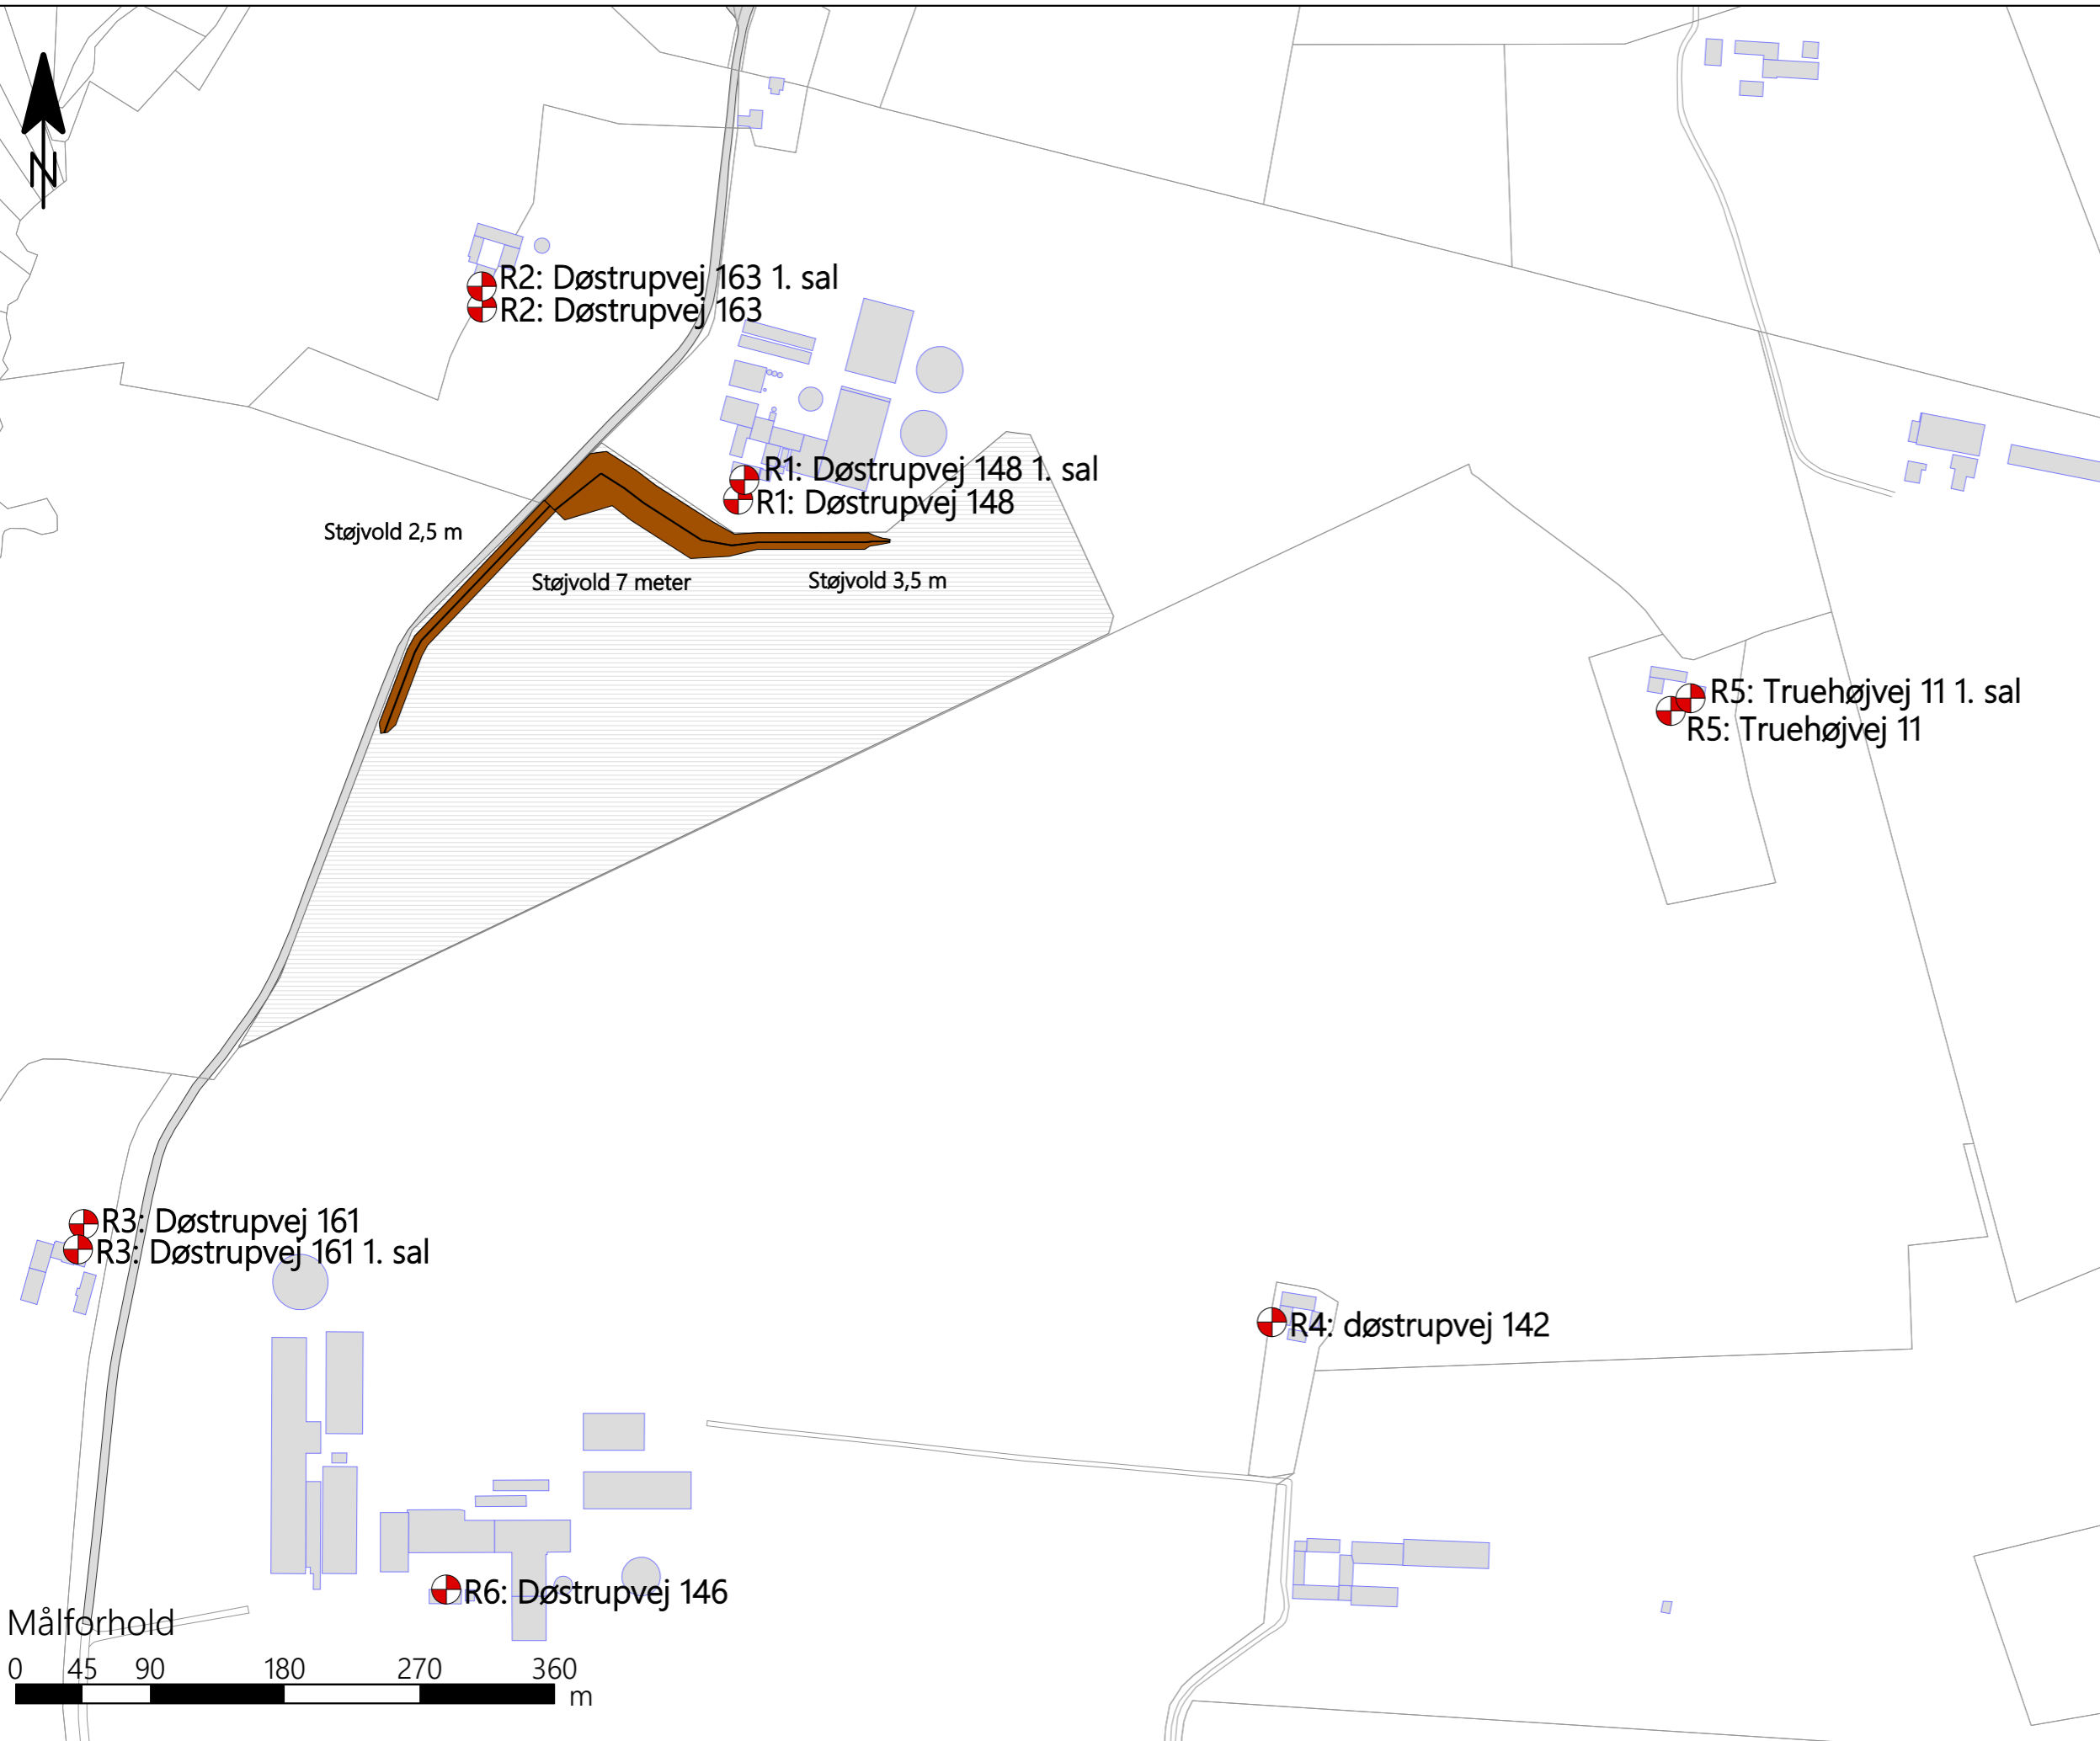 N
R2: Døstrupvej 163 1. sal
R2: Døstrupvej 163
R1: Døstrupvej 148 1. sal
R1: Døstrupvej 148
Støjvold 2,5 m
Støjvold 7 meter
Støjvold 3,5 m
R5: Truehøjvej 11 1. sal
R5: Truehøjvej 11
R3: Døstrupvej 161
R3: Døstrupvej 161 1. sal
R4: døstrupvej 142
R6: Døstrupvej 146
Målforhold
0 45 90 180 270 360
m